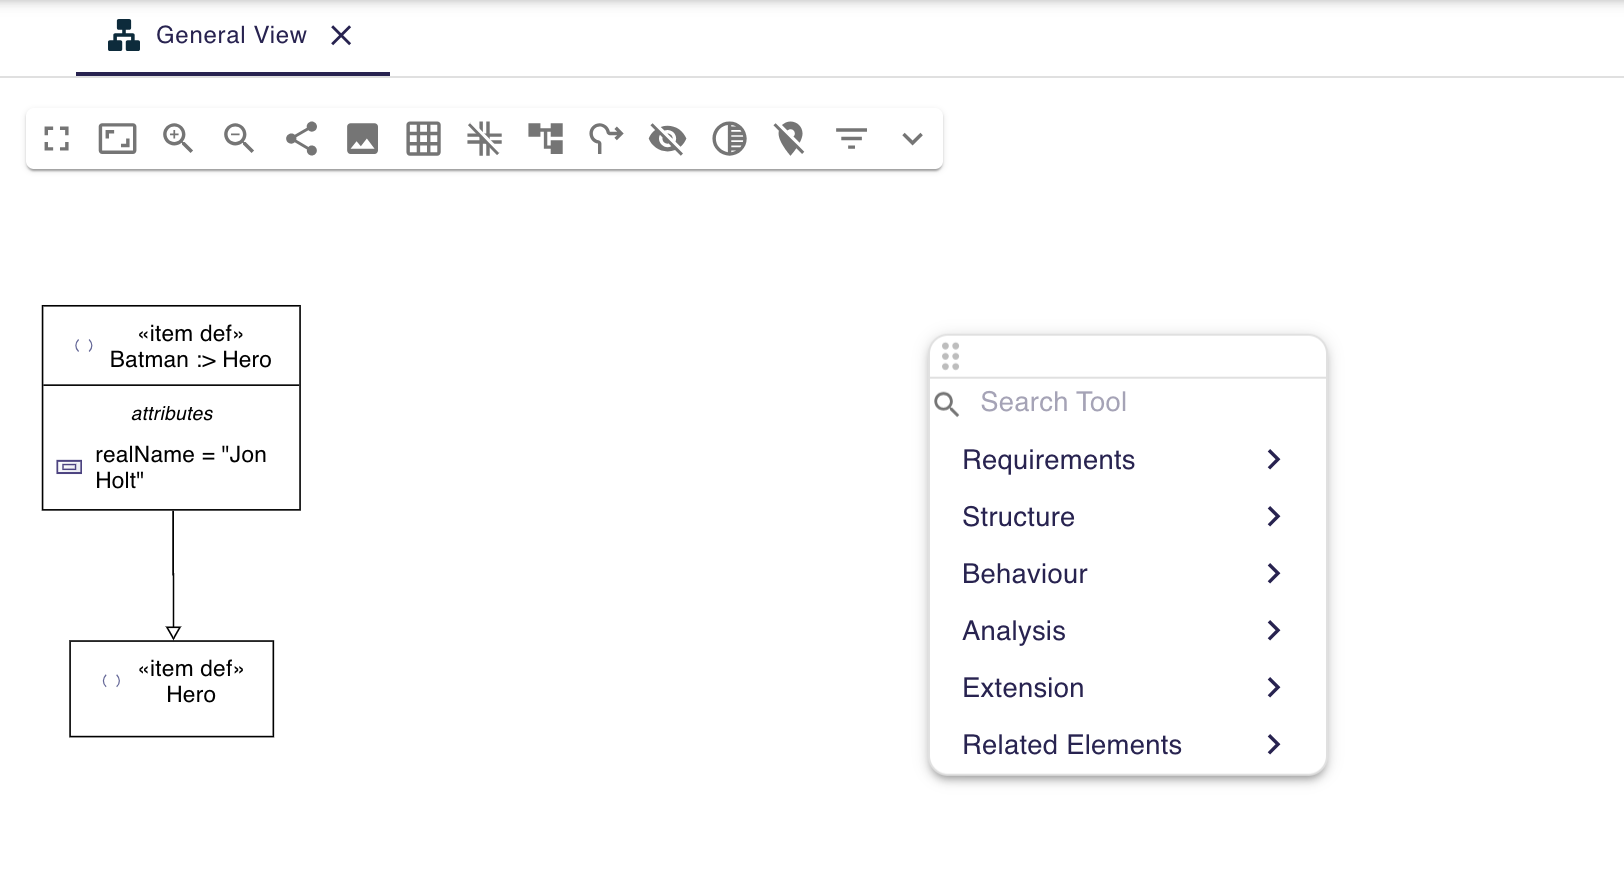 General View
«item def»
Batman :> Hero
attributes
realName = "Jon
Holt"
«item def»
Hero
Search Tool
Requirements
Structure
Behaviour
Analysis
Extension
Related Elements